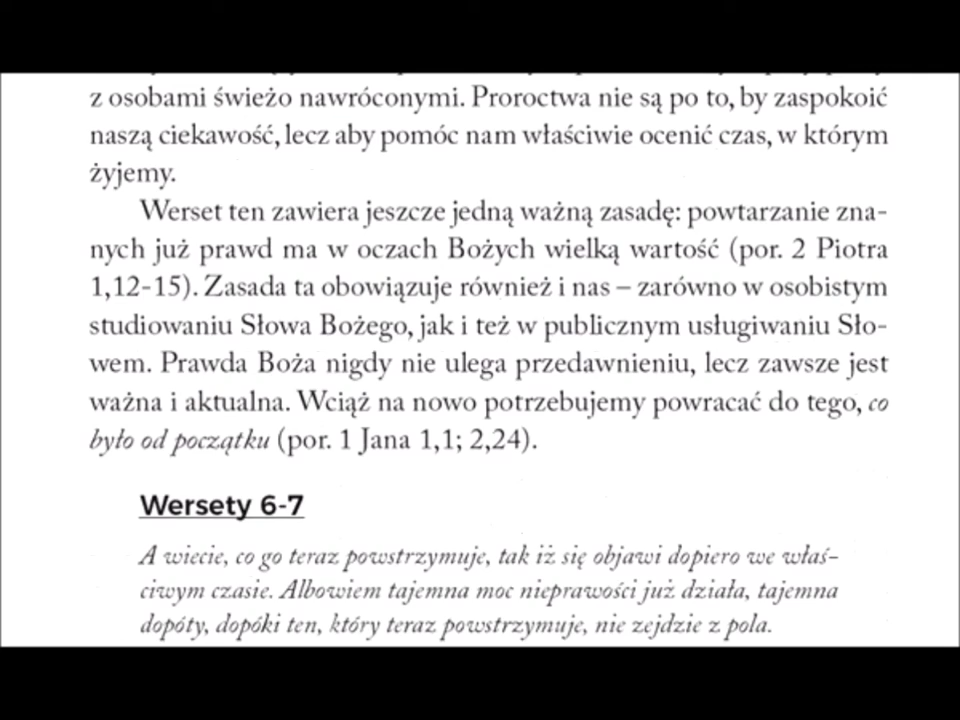 z osobami świeżo nawróconymi. Proroctwa nie są po to, by zaspokoić
naszą ciekawość, lecz aby pomóc nam właściwie ocenić czas, w którym
żyjemy.
Werset ten zawiera jeszcze jedną ważną zasadę: powtarzanie zna-
nych już prawd ma w oczach Bożych wielką wartość (por. 2 Piotra
1,12-15). Zasada ta obowiązuje również i nas – zarówno w osobistym
studiowaniu Słowa Bożego, jak i też w publicznym usługiwaniu Sło-
wem. Prawda Boża nigdy nie ulega przedawnieniu, lecz zawsze jest
ważna i aktualna. Wciąż na nowo potrzebujemy powracać do tego, co
było od początku (por. 1 Jana 1,1; 2,24).
Wersety 6-7
A wiecie, co go teraz powstrzymuje, tak iż się objawi dopiero we właś-
ciwym czasie. Albowiem tajemna moc nieprawości już działa, tajemna
dopóty, dopóki ten, który teraz powstrzymuje, nie zejdzie z pola.